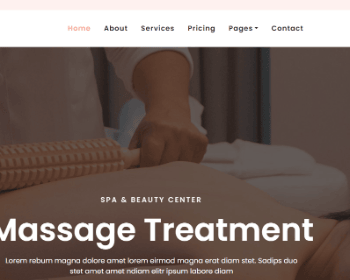 Home About Services Pricing Pages Contact
SPA & BEAUTY CENTER
Massage Treatment
Lorem rebum magna dolore amet lorem eirmod magna erat diam stet. Sadips duo
stet amet amet ndiam elitr ipsum labore diam